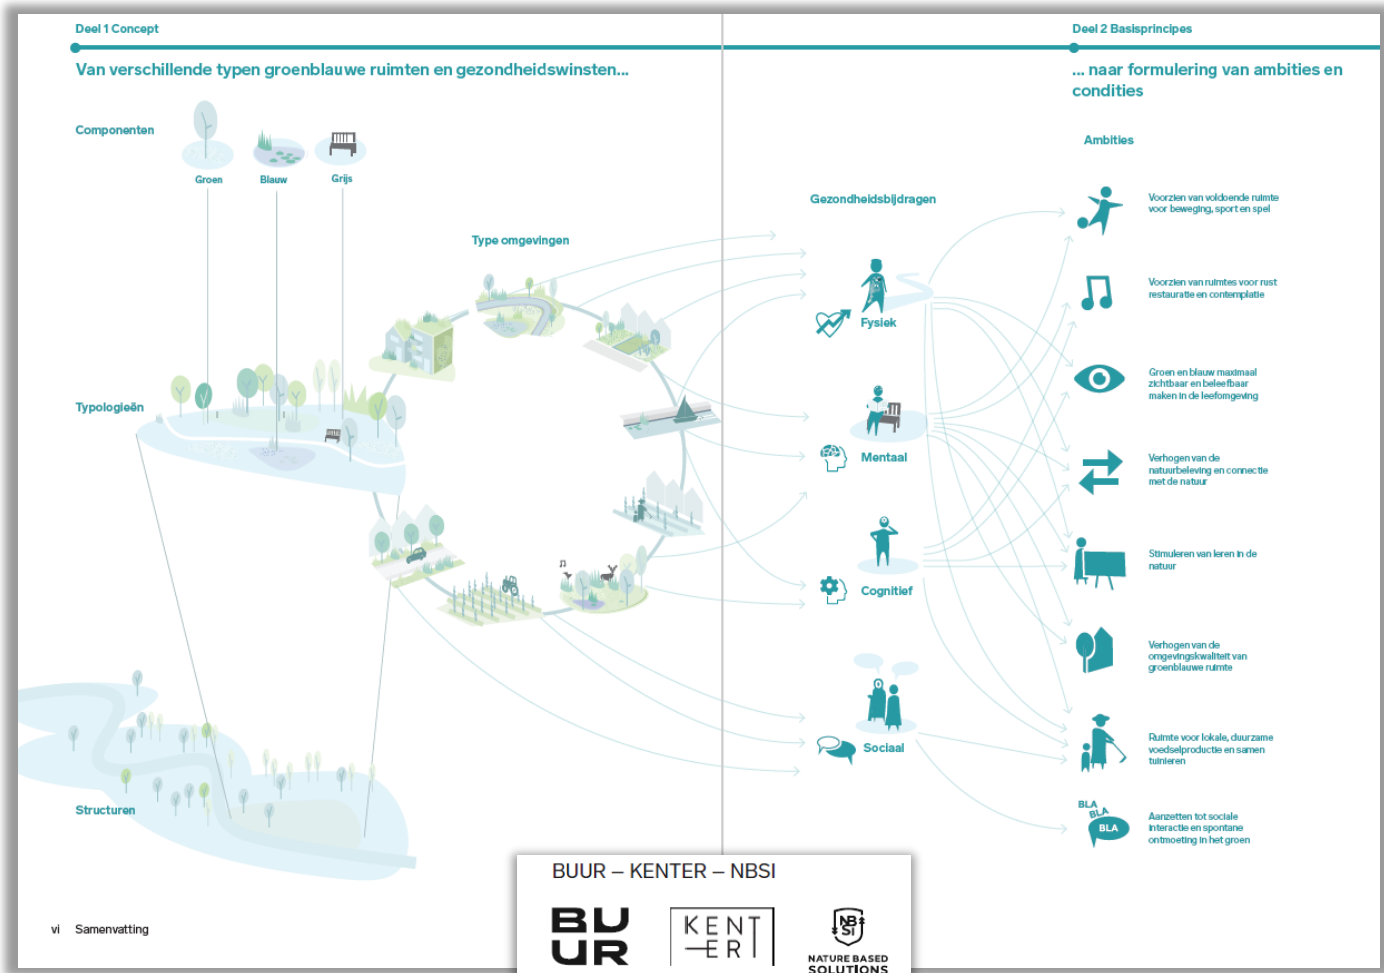 Deel 1 Concept
Deel 2 Basisprincipes
Van verschillende typen groenblauwe ruimten en gezondheidswinsten...
... naar formulering van ambities en
condities
Componenten
Groen
Blauw
Grijs
Ambities
Type omgevingen
Gezondheidsbijdragen
Typologieën
Structuren
Fysiek
Mentaal
Cognitief
Sociaal
Voorzien van voldoende ruimte
voor beweging, sport en spel
Voorzien van ruimtes voor rust
restauratie en contemplatie
Groen en blauw maximaal
zichtbaar en beleefbaar
maken in de leefomgeving
Verhogen van de
natuurbeleving en connectie
met de natuur
Stimuleren van leren in de
natuur
Verhogen van de
omgevingskwaliteit van
groenblauwe ruimte
Ruimte voor lokale, duurzame
voedselproductie en samen
tuinieren
BLA
BLA
BLA
Aanzetten tot sociale
interactie en spontane
ontmoeting in het groen
BUUR – KENTER – NBSI
BU
UR
KENT
ER
NB
SI
NATURE BASED
SOLUTIONS
vi Samenvatting